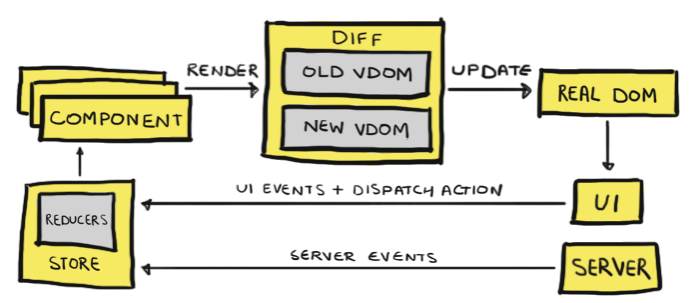 DIFF
RENDER
OLD VDOM
UPDATE
REAL DOM
COMPONENT
NEW VDOM
UI EVENTS + DISPATCH ACTION
UI
REDUCERS
STORE
SERVER EVENTS
SERVER